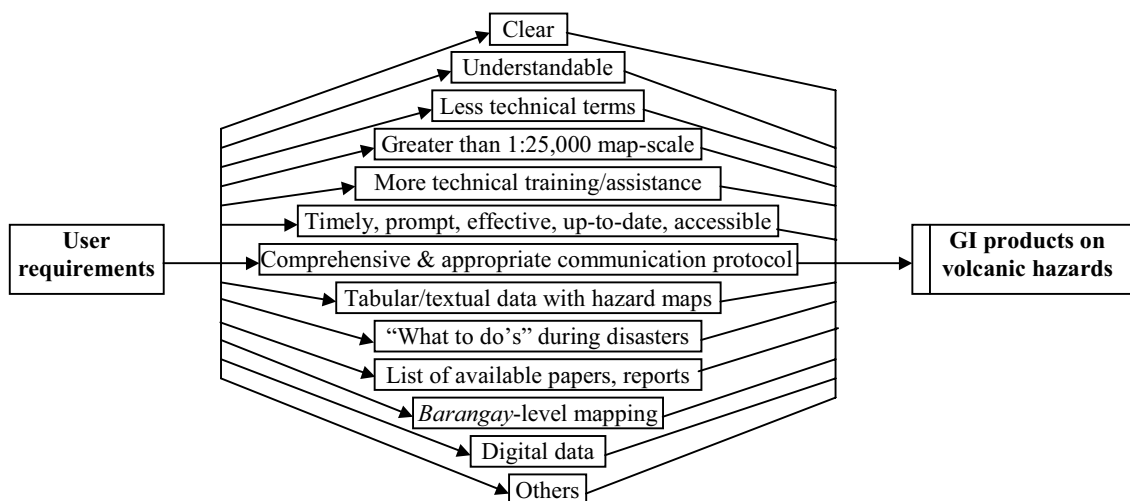 Clear
Understandable
Less technical terms
Greater than 1:25,000 map-scale
More technical training/assistance
Timely, prompt, effective, up-to-date, accessible
User
requirements
Comprehensive & appropriate communication protocol
GI products on
volcanic hazards
Tabular/textual data with hazard maps
“What to do’s” during disasters
List of available papers, reports
Barangay-level mapping
Digital data
Others